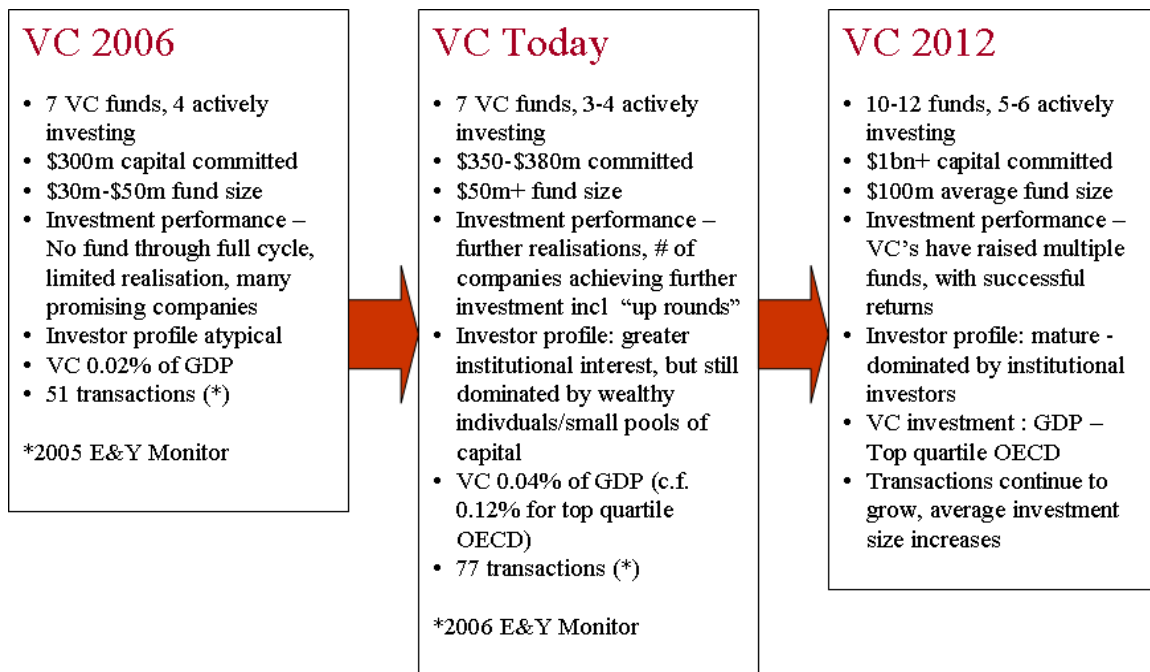 VC 2006
• 7 VC funds, 4 actively
investing
• $300m capital committed
• $30m-$50m fund size
• Investment performance –
No fund through full cycle,
limited realisation, many
promising companies
• Investor profile atypical
• VC 0.02% of GDP
• 51 transactions (*)
*2005 E&Y Monitor
VC Today
• 7 VC funds, 3-4 actively
investing
• $350-$380m committed
• $50m+ fund size
• Investment performance –
further realisations, # of
companies achieving further
investment incl “up rounds”
• Investor profile: greater
institutional interest, but still
dominated by wealthy
indivduals/small pools of
capital
• VC 0.04% of GDP (c.f.
0.12% for top quartile
OECD)
• 77 transactions (*)
*2006 E&Y Monitor
VC 2012
• 10-12 funds, 5-6 actively
investing
• $1bn+ capital committed
• $100m average fund size
• Investment performance –
VC’s have raised multiple
funds, with successful
returns
• Investor profile: mature -
dominated by institutional
investors
• VC investment : GDP –
Top quartile OECD
• Transactions continue to
grow, average investment
size increases